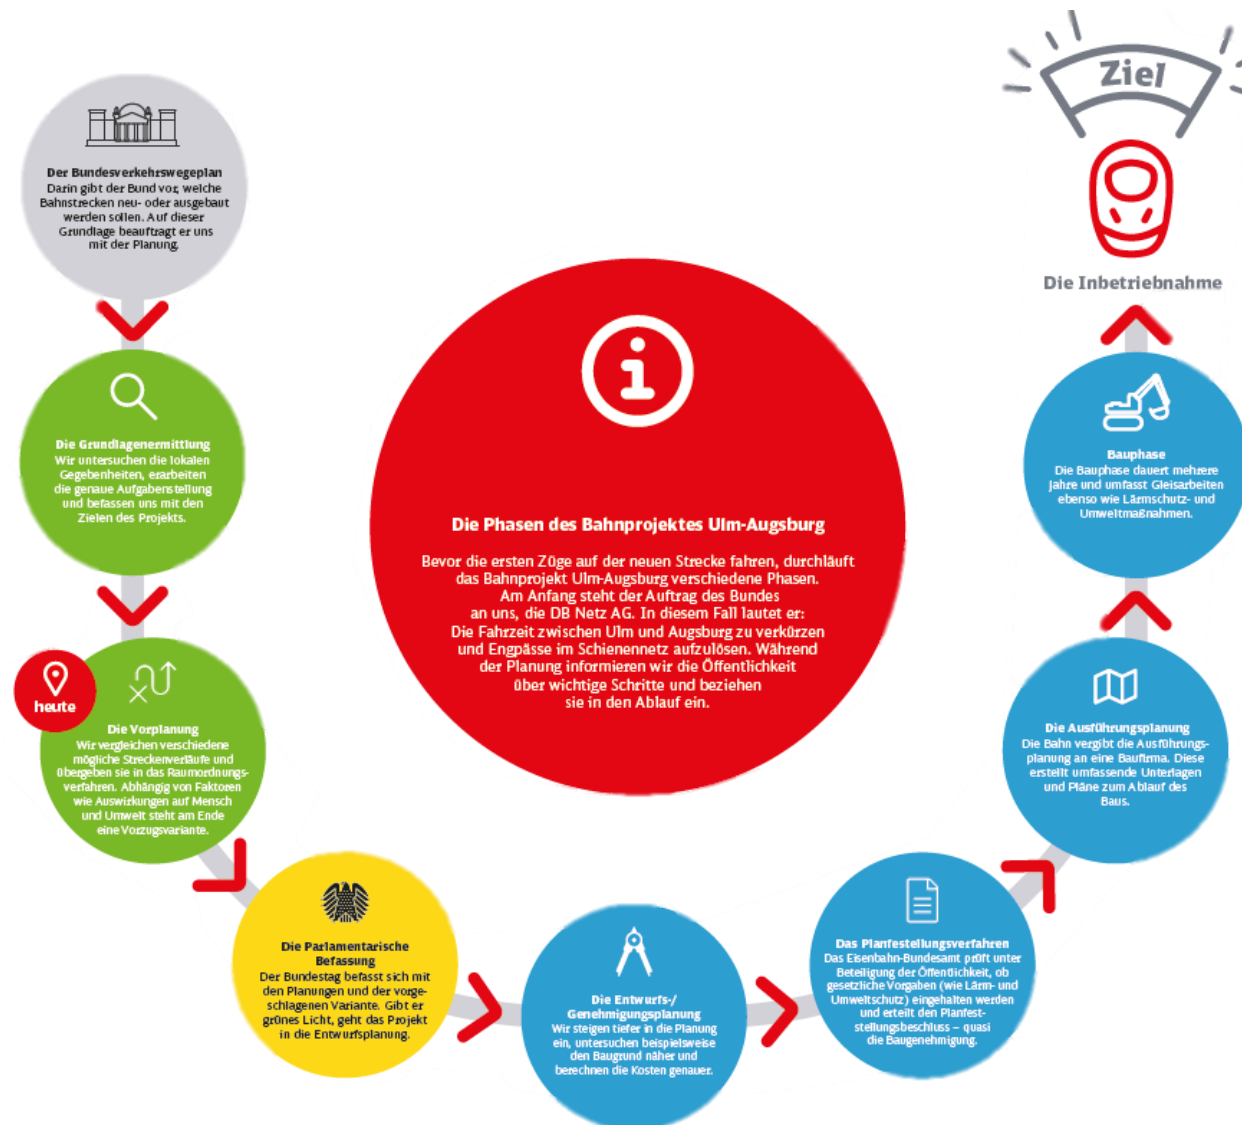 Ziel
Die Inbetriebnahme
Der Bundesverkehrswegeplan
Darin gibt der Bund vor, welche
Bahnstrecken neu- oder ausgebaut
werden sollen. Auf dieser
Grundlage beauftragt er uns
mit der Planung.
Die Grundlagenermittlung
Wir untersuchen die lokalen
Gegebenheiten, erarbeiten
die genaue Aufgabenstellung
und befassen uns mit den
Zielen des Projekts.
heute
Die Vorplanung
Wir vergleichen verschiedene
mögliche Streckenverläufe und
übergeben sie in das Raumordnungs-
verfahren. Abhängig von Faktoren
wie Auswirkungen auf Mensch
und Umwelt steht am Ende
eine Vorzugsvariante.
Die Parlamentarische
Befassung
Der Bundestag befasst sich mit
den Planungen und der vorge-
schlagenen Variante. Gibt er
grünes Licht, geht das Projekt
in die Entwurfsplanung.
Die Entwurfs-/
Genehmigungsplanung
Wir steigen tiefer in die Planung
ein, untersuchen beispielsweise
den Baugrund näher und
berechnen die Kosten genauer.
Das Planfestellungsverfahren
Das Eisenbahn-Bundesamt prüft unter
Beteiligung der Öffentlichkeit, ob
gesetzliche Vorgaben (wie Lärm- und
Umweltschutz) eingehalten werden
und erteilt den Planfest-
stellungsbeschluss – quasi
die Baugenehmigung.
Die Ausführungsplanung
Die Bahn vergibt die Ausführungs-
planung an eine Baufirma. Diese
erstellt umfassende Unterlagen
und Pläne zum Ablauf des
Baus.
Bauphase
Die Bauphase dauert mehrere
Jahre und umfasst Gleisarbeiten
ebenso wie Lärmschutz- und
Umweltmaßnahmen.
Die Phasen des Bahnprojektes Ulm-Augsburg
Bevor die ersten Züge auf der neuen Strecke fahren, durchläuft
das Bahnprojekt Ulm-Augsburg verschiedene Phasen.
Am Anfang steht der Auftrag des Bundes
an uns, die DB Netz AG. In diesem Fall lautet er:
Die Fahrzeit zwischen Ulm und Augsburg zu verkürzen
und Engpässe im Schienennetz aufzulösen. Während
der Planung informieren wir die Öffentlichkeit
über wichtige Schritte und beziehen
sie in den Ablauf ein.